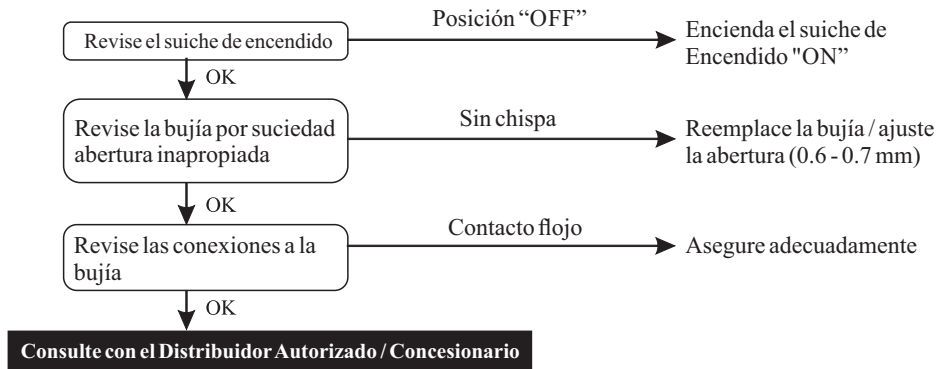 Revise el suiche de encendido
Posición “OFF”
Encienda el suiche de
Encendido "ON”
OK
Revise la bujía por suciedad
abertura inapropiada
Sin chispa
Reemplace la bujía / ajuste
la abertura (0.6 - 0.7 mm)
OK
Revise las conexiones a la
bujía
Contacto flojo
Asegure adecuadamente
OK
Consulte con el Distribuidor Autorizado / Concesionario